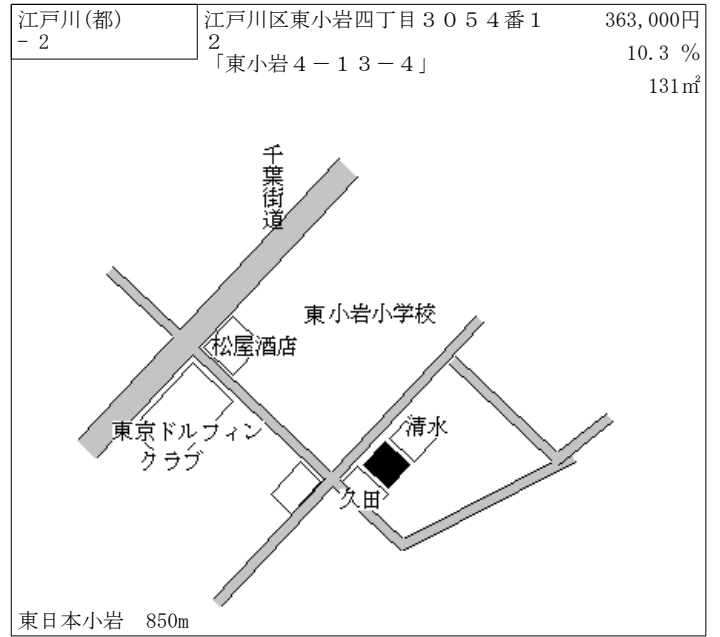 江戸川(都)
- 2
江戸川区東小岩四丁目３０５４番１
２
「東小岩４－１３－４」
363,000円
10.3 %
131㎡
千葉街道
東小岩小学校
松屋酒店
東京ドルフィン
クラブ
清水
久田
東日本小岩　850m